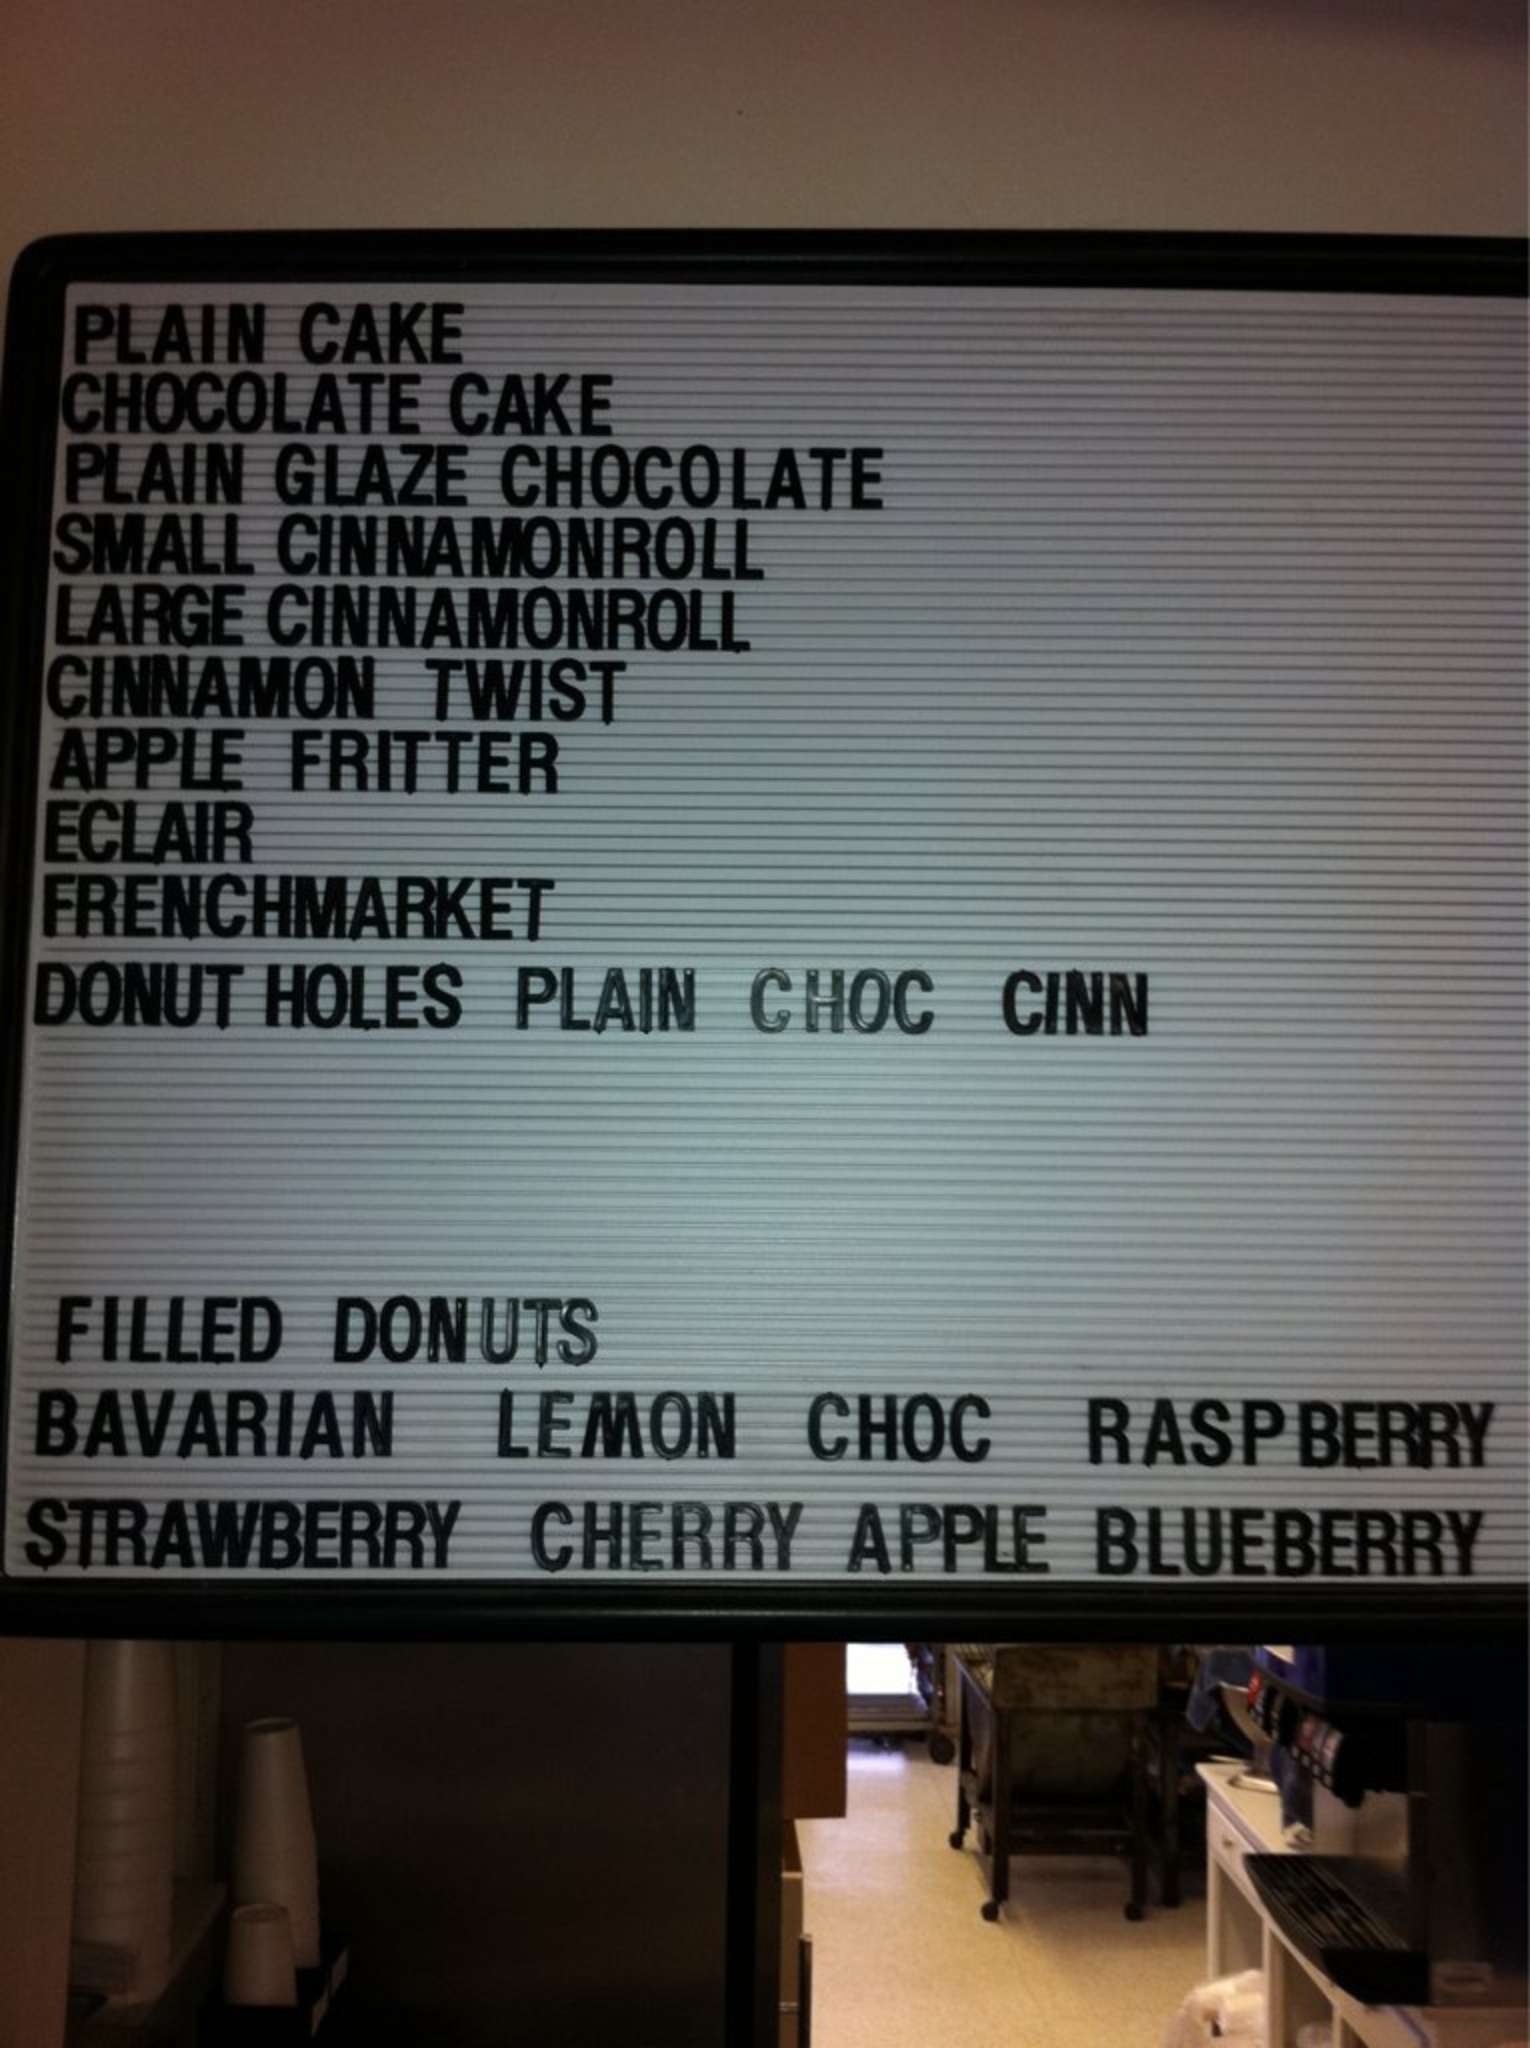 PLAIN CAKE
CHOCOLATE CAKE
PLAIN GLAZE CHOCOLATE
SMALL CINNAMONROLL
LARGE CINNAMONROLL
CINNAMON TWIST
APPLE FRITTER
ECLAIR
FRENCHMARKET
DONUT HOLES PLAIN CHOC CINN
FILLED DONUTS
BAVARIAN LEMON CHOC RASPBERRY
STRAWBERRY CHERRY APPLE BLUEBERRY